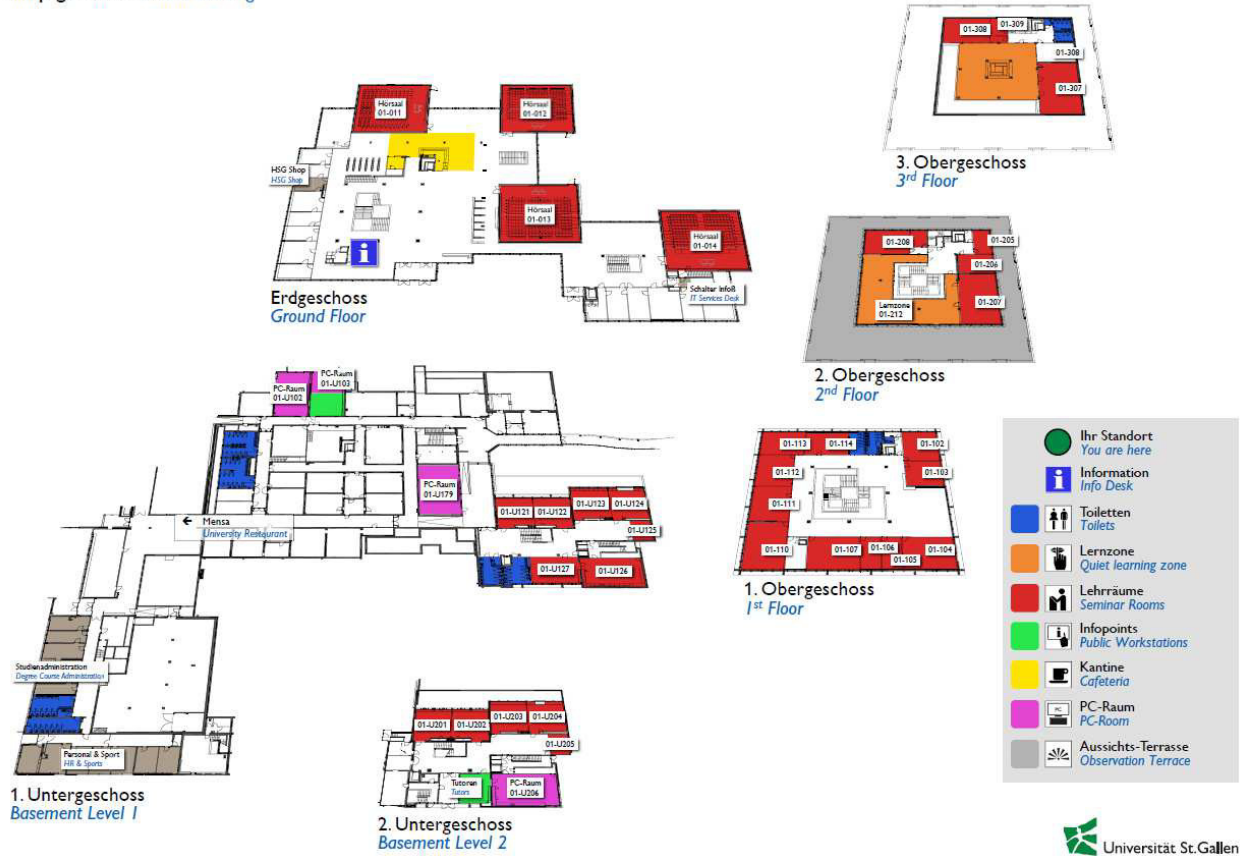 01-308
01-309
01-308
01-307
3. Obergeschoss
3rd Floor
Hörsaal
01-011
Hörsaal
01-012
HSG Shop
HSG Shop
Hörsaal
01-013
Hörsaal
01-014
Schalter Infoß
IT Services Desk
Erdgeschoss
Ground Floor
01-208
01-205
01-206
01-207
Lernzone
01-212
2. Obergeschoss
2nd Floor
PC-Raum
01-U103
PC-Raum
01-U102
PC-Raum
01-U179
← Mensa
University Restaurant
01-U121
01-U122
01-U123
01-U124
01-U125
01-U127
01-U126
Studienadministration
Degree Course Administration
Personal & Sport
HR & Sports
1. Untergeschoss
Basement Level 1
01-113
01-114
01-102
01-112
01-103
01-111
01-110
01-107
01-106
01-105
01-104
1. Obergeschoss
1st Floor
01-U201
01-U202
01-U203
01-U204
01-U205
Tutoren
Tutors
PC-Raum
01-U206
2. Untergeschoss
Basement Level 2
Ihr Standort
You are here
Information
Info Desk
Toiletten
Toilets
Lernzone
Quiet learning zone
Lehrräume
Seminar Rooms
Infopoints
Public Workstations
Kantine
Cafeteria
PC-Raum
PC-Room
Aussichts-Terrasse
Observation Terrace
Universität St.Gallen